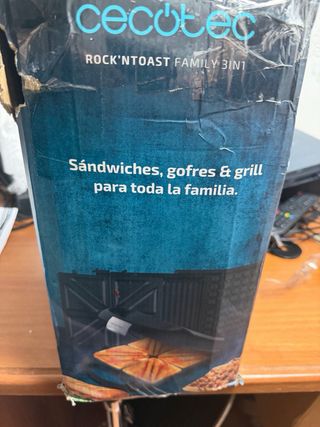 cecotec
ROCK'NTOAST FAMILY 3IN1
Sándwiches, gofres & grill
para toda la familia.